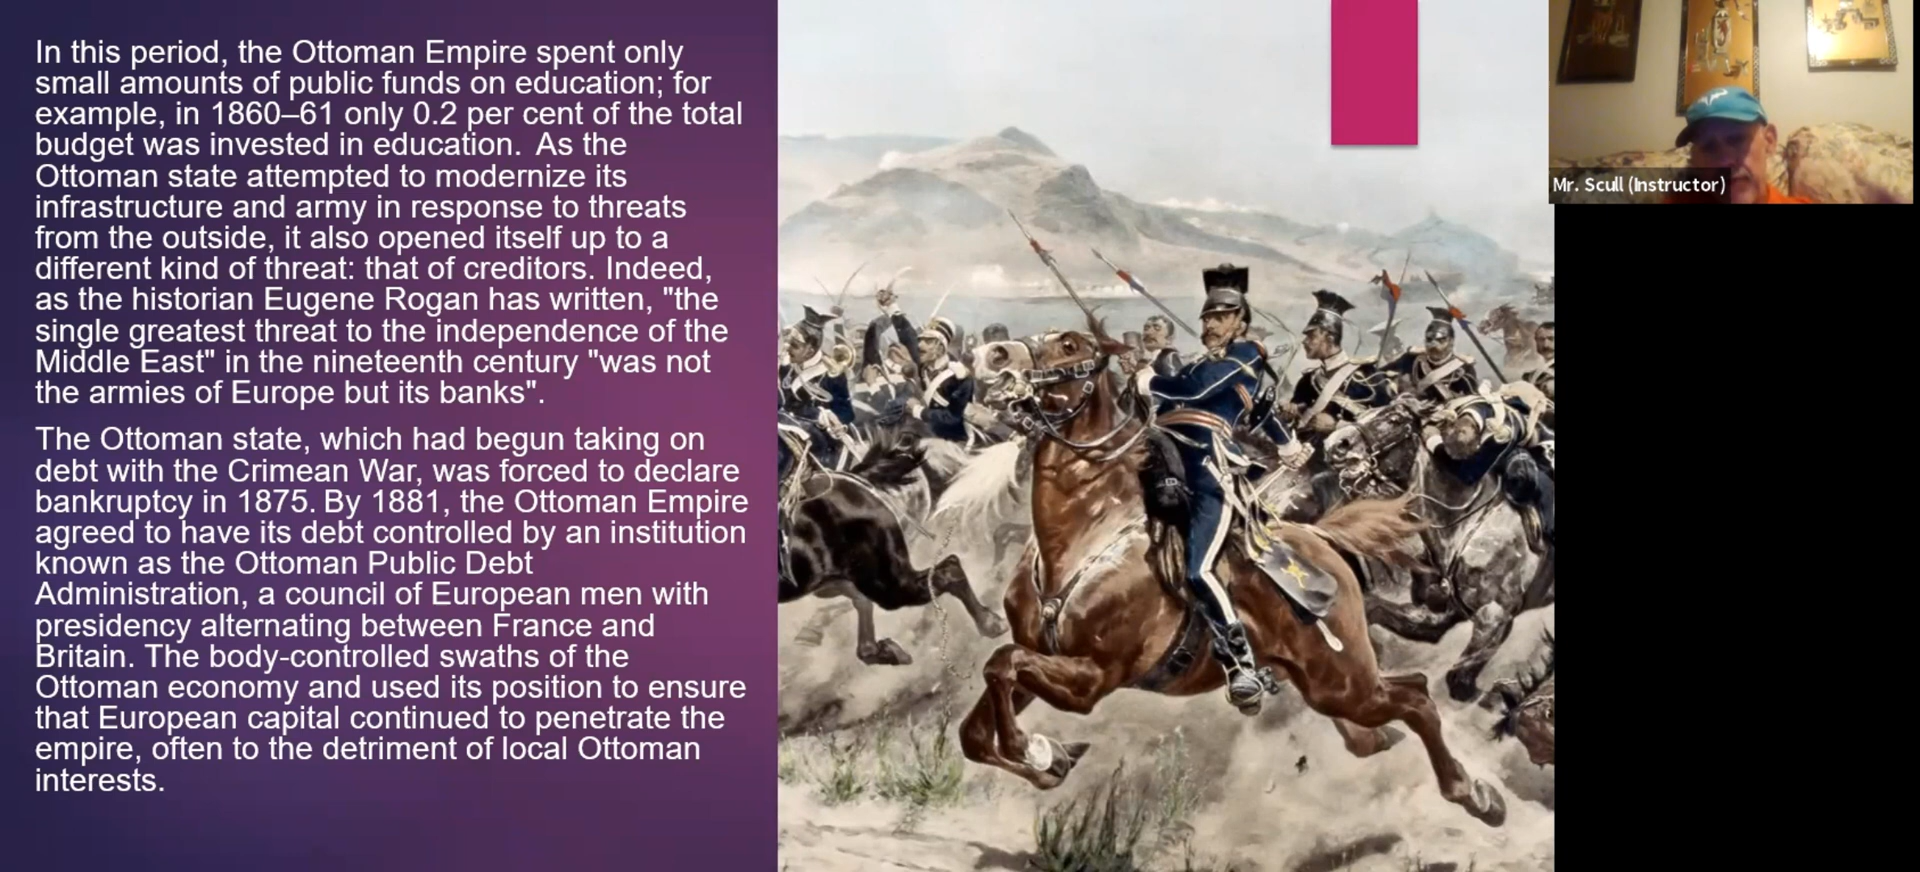 In this period, the Ottoman Empire spent only
small amounts of public funds on education; for
example, in 1860–61 only 0.2 per cent of the total
budget was invested in education.  As the
Ottoman state attempted to modernize its
infrastructure and army in response to threats
from the outside, it also opened itself up to a
different kind of threat: that of creditors. Indeed,
as the historian Eugene Rogan has written, "the
single greatest threat to the independence of the
Middle East" in the nineteenth century "was not
the armies of Europe but its banks".
The Ottoman state, which had begun taking on
debt with the Crimean War, was forced to declare
bankruptcy in 1875. By 1881, the Ottoman Empire
agreed to have its debt controlled by an institution
known as the Ottoman Public Debt
Administration, a council of European men with
presidency alternating between France and
Britain. The body-controlled swaths of the
Ottoman economy and used its position to ensure
that European capital continued to penetrate the
empire, often to the detriment of local Ottoman
interests.
Mr. Scull (Instructor)